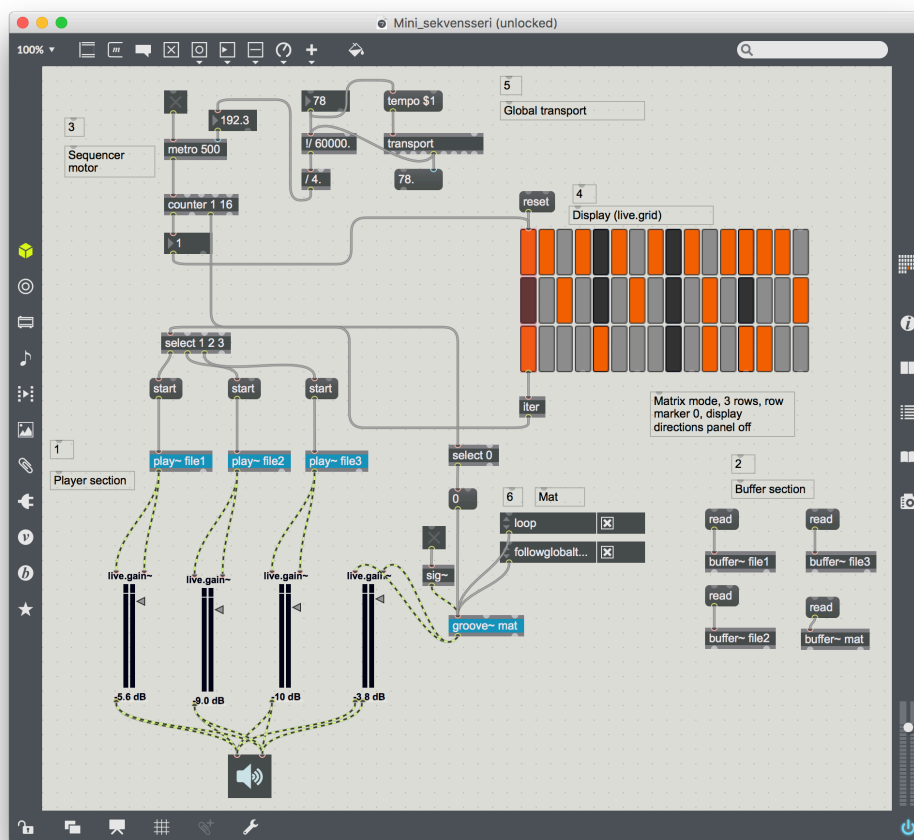 Mini_sekvensseri (unlocked)
100%
m
5
78
tempo $1
Global transport
192.3
3
!/ 60000.
transport
metro 500
Sequencer
motor
/ 4.
78.
4
counter 1 16
reset
Display (live.grid)
1
select 1 2 3
start
start
start
iter
Matrix mode, 3 rows, row
marker 0, display
directions panel off
1
play~ file1
play~ file2
play~ file3
select 0
2
Player section
Buffer section
0
6
Mat
loop
read
read
followglobalt...
buffer~ file1
buffer~ file3
live.gain~
live.gain~
live.gain~
live.gain~
sig~
read
read
groove~ mat
buffer~ file2
buffer~ mat
-5.6 dB
-9.0 dB
-10 dB
-3.8 dB